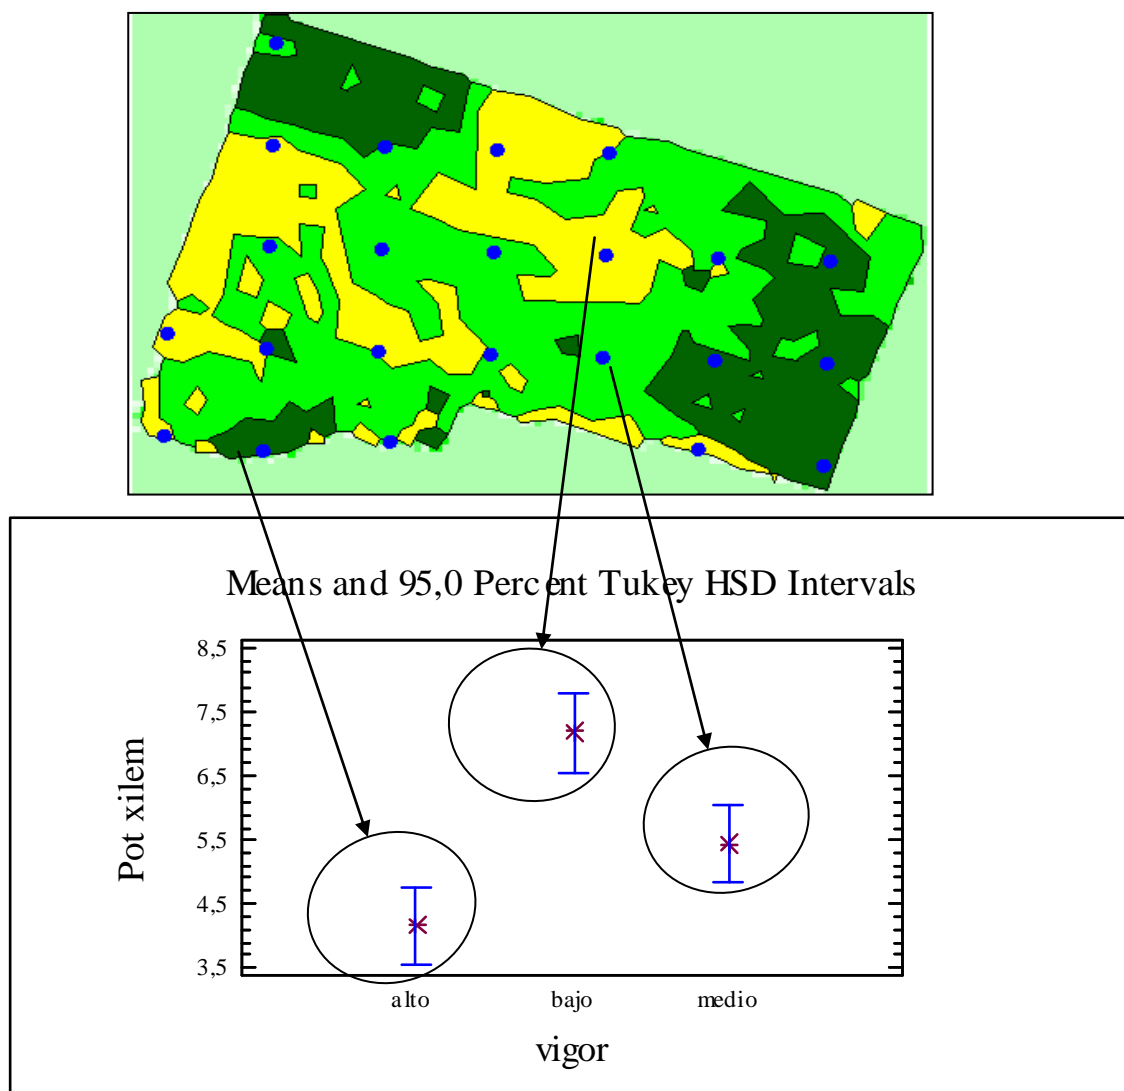 Means and 95,0 Percent Tukey HSD Intervals
8,5
7,5
6,5
5,5
4,5
3,5
Pot xilem
alto bajo medio
vigor